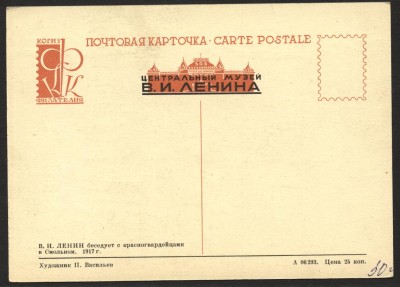 КОГИЗ
ФИЛАТЕЛИЯ
ПОЧТОВАЯ КАРТОЧКА · CARTE POSTALE
ЦЕНТРАЛЬНЫЙ МУЗЕЙ
В. И. ЛЕНИНА
В. И. ЛЕНИН беседует с красногвардейцами
в Смольном. 1917 г.
Художник П. Васильев
А 06293. Цена 25 коп.